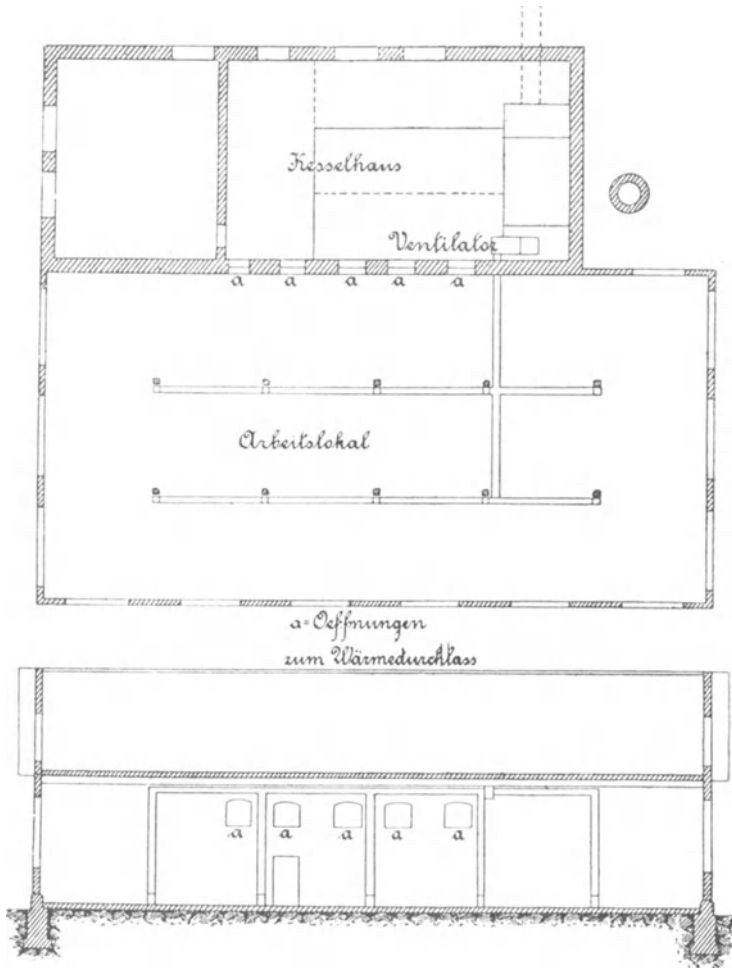 Kesselhaus
Ventilator
a a a a a
Arbeitslokal
a=Oeffnungen
zum Wärmedurchlass
a a a a a